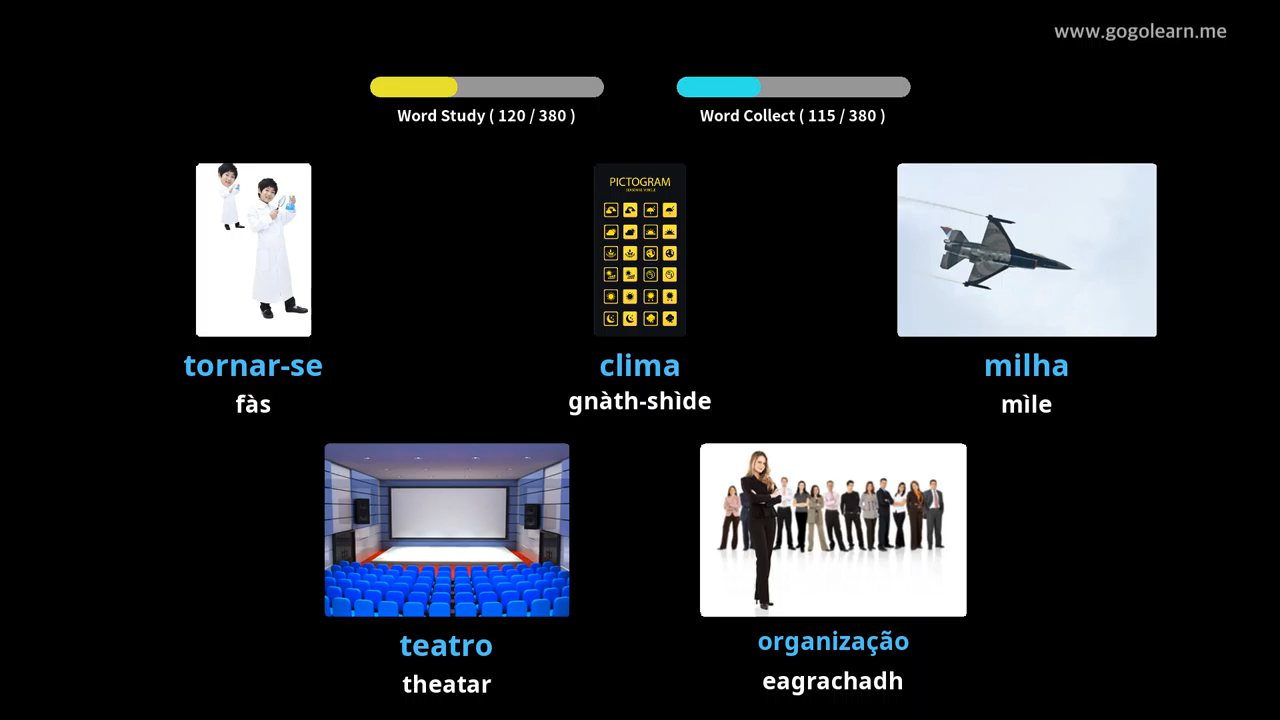 www.gogolearn.me
Word Study ( 120 / 380 )
Word Collect ( 115 / 380 )
PICTOGRAM
tornar-se
fàs
clima
gnàth-shìde
milha
mìle
teatro
theatar
organização
eagrachadh